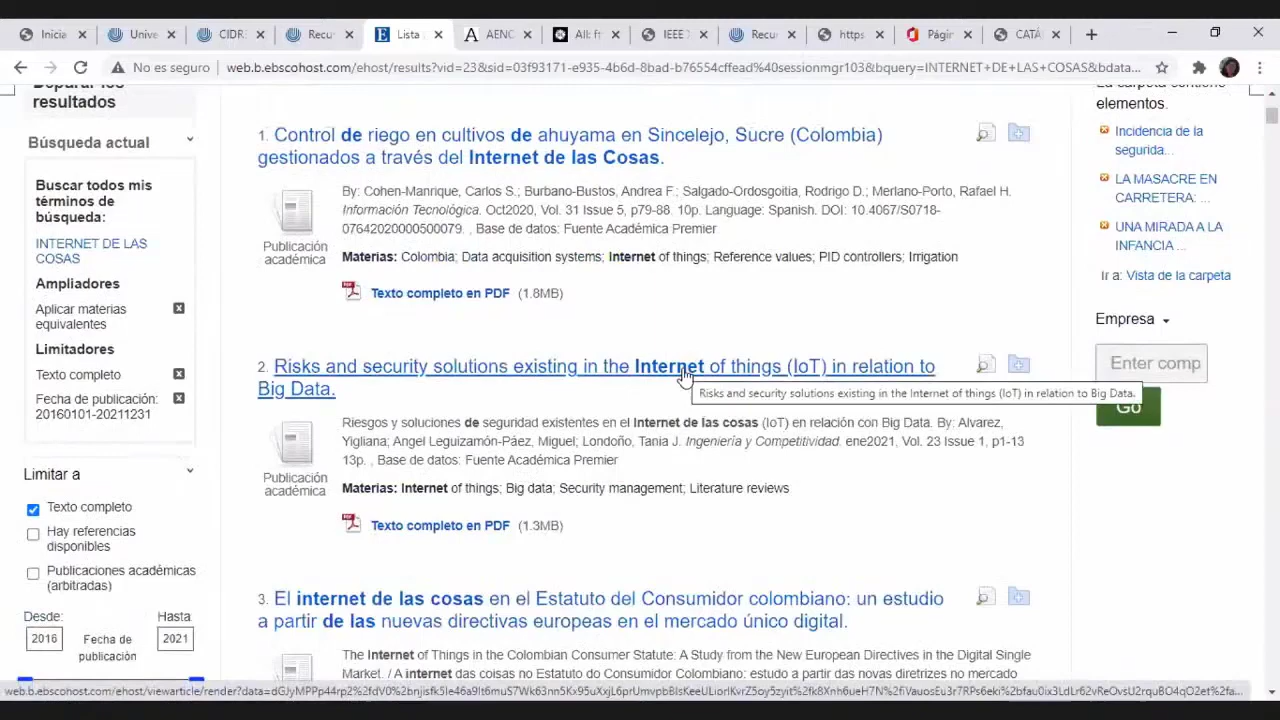 Inicia
Unive
CIDRE
Recu
Lista
AENC
All: fr
IEEE
Recu
https
Págin
CATÁ
No es seguro
web.b.ebscohost.com/ehost/results?vid=23&sid=03f93171-e935-4b6d-8bad-b76554cffead%40sessionmgr103&bquery=INTERNET+DE+LAS+COSAS&bdata...
Depurar los
resultados
Búsqueda actual
Buscar todos mis
términos de
búsqueda:
INTERNET DE LAS
COSAS
Ampliadores
Aplicar materias
equivalentes
Limitadores
Texto completo
Fecha de publicación:
20160101-20211231
Limitar a
Texto completo
Hay referencias
disponibles
Publicaciones académicas
(arbitradas)
Desde:
Hasta
2016
Fecha de
publicación
2021
1. Control de riego en cultivos de ahuyama en Sincelejo, Sucre (Colombia)
gestionados a través del Internet de las Cosas.
Publicación
académica
By: Cohen-Manrique, Carlos S.; Burbano-Bustos, Andrea F.; Salgado-Ordosgoitia, Rodrigo D.; Merlano-Porto, Rafael H.
Información Tecnológica. Oct2020, Vol. 31 Issue 5, p79-88. 10p. Language: Spanish. DOI: 10.4067/S0718-
07642020000500079. , Base de datos: Fuente Académica Premier
Materias: Colombia; Data acquisition systems; Internet of things; Reference values; PID controllers; Irrigation
Texto completo en PDF (1.8MB)
2. Risks and security solutions existing in the Internet of things (IoT) in relation to
Big Data.
Risks and security solutions existing in the Internet of things (IoT) in relation to Big Data.
Publicación
académica
Riesgos y soluciones de seguridad existentes en el Internet de las cosas (IoT) en relación con Big Data. By: Alvarez,
Yigliana; Angel Leguizamón-Páez, Miguel; Londoño, Tania J. Ingeniería y Competitividad. ene2021, Vol. 23 Issue 1, p1-13
13p. , Base de datos: Fuente Académica Premier
Materias: Internet of things; Big data; Security management; Literature reviews
Texto completo en PDF (1.3MB)
3. El internet de las cosas en el Estatuto del Consumidor colombiano: un estudio
a partir de las nuevas directivas europeas en el mercado único digital.
The Internet of Things in the Colombian Consumer Statute: A Study from the New European Directives in the Digital Single
Market. / A internet das coisas no Estatuto do Consumidor Colombiano: estudo a partir das novas diretrizes no mercado
La carpeta contiene
elementos.
Incidencia de la
segurida...
LA MASACRE EN
CARRETERA: ...
UNA MIRADA A LA
INFANCIA ...
Ir a: Vista de la carpeta
Empresa
Enter comp
Go